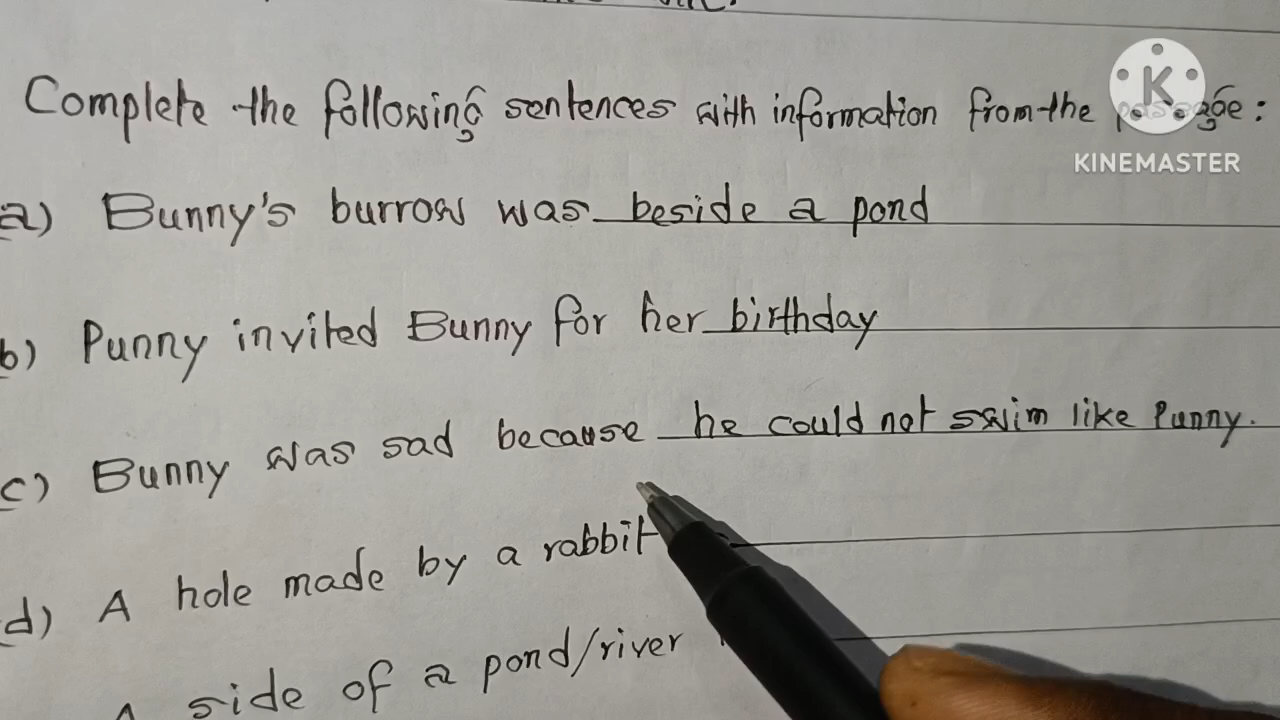 Complete the following sentences with information from the passage:
K
KINEMASTER
a) Bunny's burrow was beside a pond
b) Punny invited Bunny for her birthday
c) Bunny was sad because he could not swim like Punny.
d) A hole made by a rabbit
A side of a pond/river